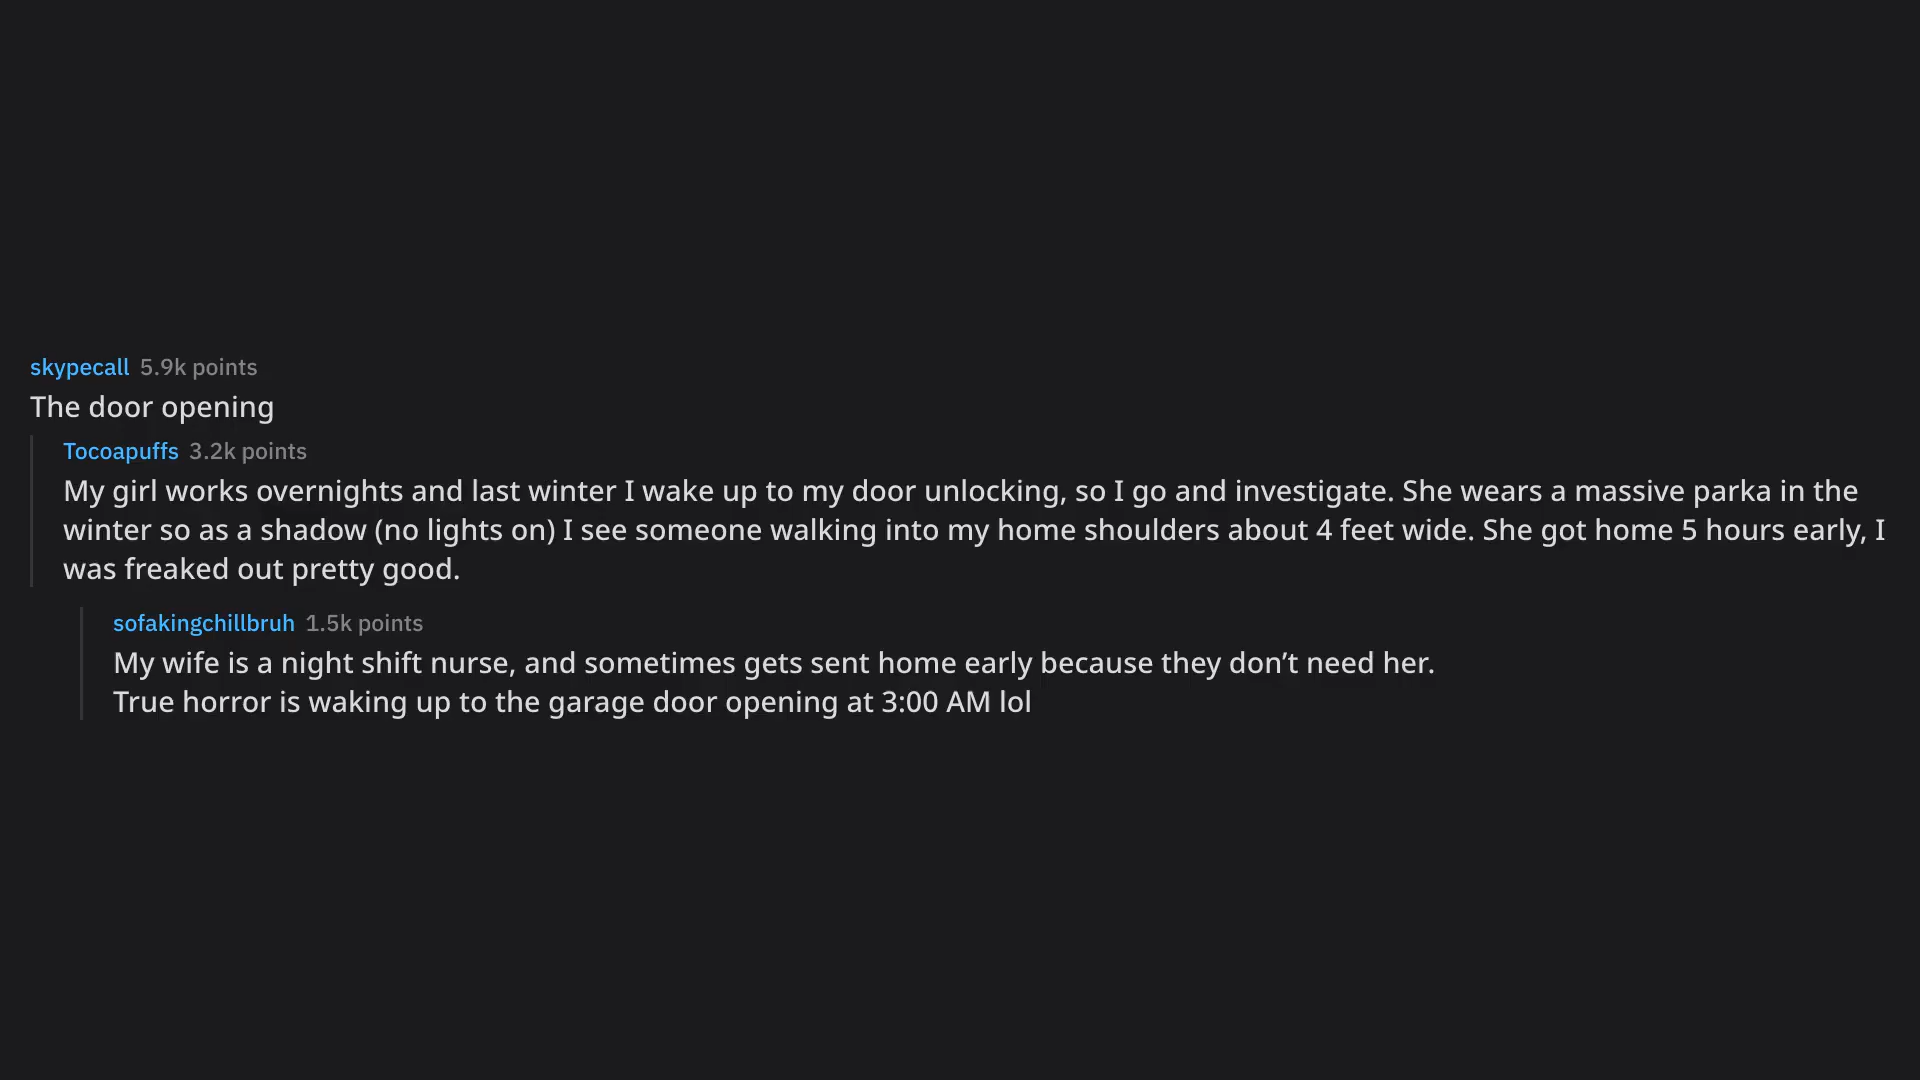 skypecall 5.9k points
The door opening
Tocoapuffs 3.2k points
My girl works overnights and last winter I wake up to my door unlocking, so I go and investigate. She wears a massive parka in the
winter so as a shadow (no lights on) I see someone walking into my home shoulders about 4 feet wide. She got home 5 hours early, I
was freaked out pretty good.
sofakingchillbruh 1.5k points
My wife is a night shift nurse, and sometimes gets sent home early because they don’t need her.
True horror is waking up to the garage door opening at 3:00 AM lol